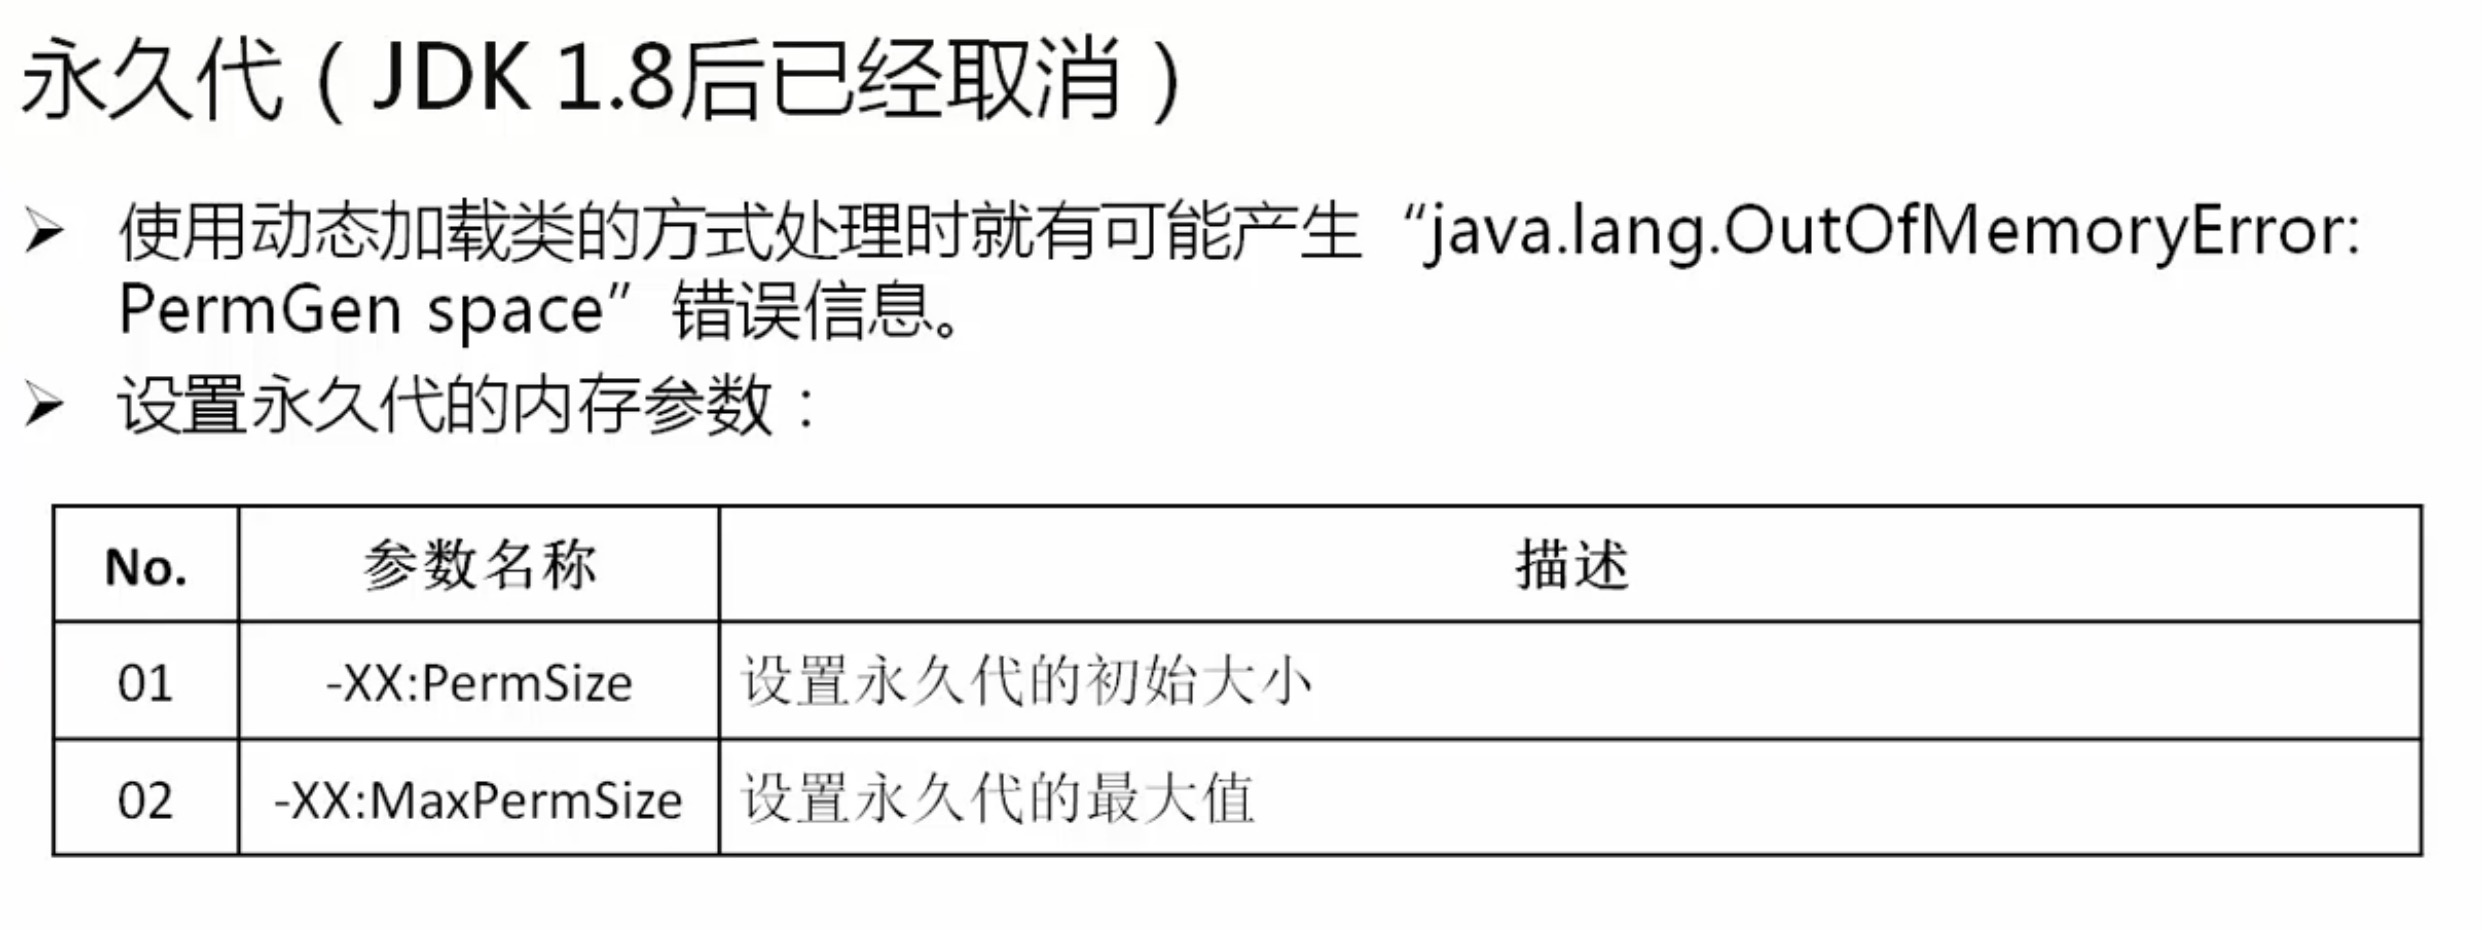 永久代（JDK 1.8后已经取消）
➢ 使用动态加载类的方式处理时就有可能产生“java.lang.OutOfMemoryError:
PermGen space”错误信息。
➢ 设置永久代的内存参数：
No. 参数名称 描述
01 -XX:PermSize 设置永久代的初始大小
02 -XX:MaxPermSize 设置永久代的最大值